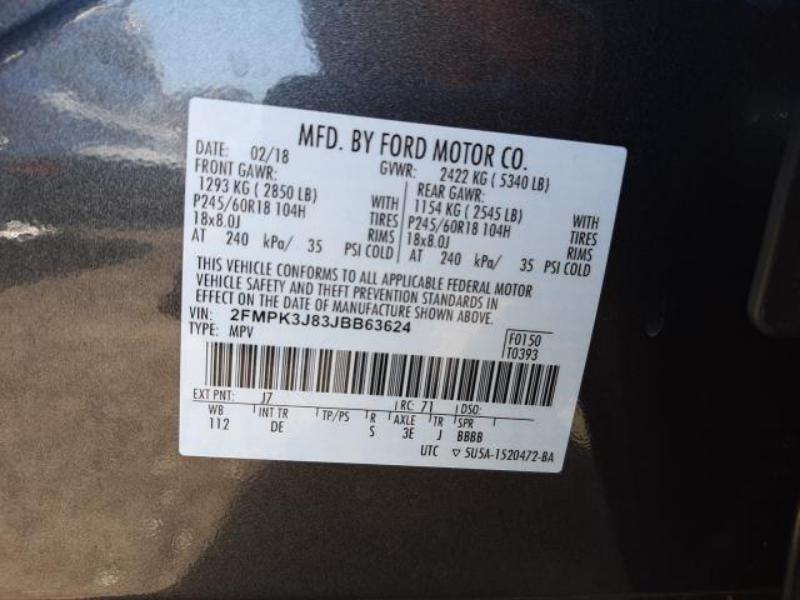 MFD. BY FORD MOTOR CO.
DATE: 02/18 GVWR: 2422 KG ( 5340 LB)
FRONT GAWR: REAR GAWR:
1293 KG ( 2850 LB) WITH 1154 KG ( 2545 LB) WITH
P245/60R18 104H TIRES P245/60R18 104H TIRES
18x8.0J RIMS 18x8.0J RIMS
AT 240 kPa/ 35 PSI COLD AT 240 kPa/ 35 PSI COLD
THIS VEHICLE CONFORMS TO ALL APPLICABLE FEDERAL MOTOR
VEHICLE SAFETY AND THEFT PREVENTION STANDARDS IN
EFFECT ON THE DATE OF MANUFACTURE SHOWN ABOVE.
VIN: 2FMPK3J83JBB63624
TYPE: MPV
F0150
T0393
EXT PNT: J7 RC: 71 DSO:
WB INT TR TP/PS R AXLE TR SPR
112 DE S 3E J BBBB
UTC ▽ 5U5A-1520472-BA